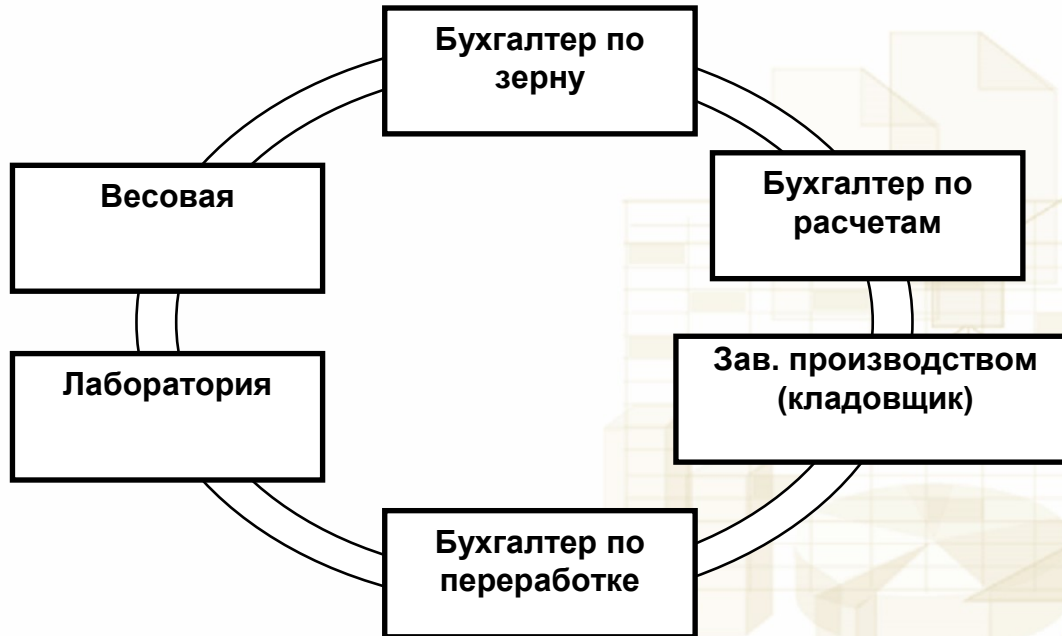 Бухгалтер по
зерну
Весовая
Бухгалтер по
расчетам
Лаборатория
Зав. производством
(кладовщик)
Бухгалтер по
переработке